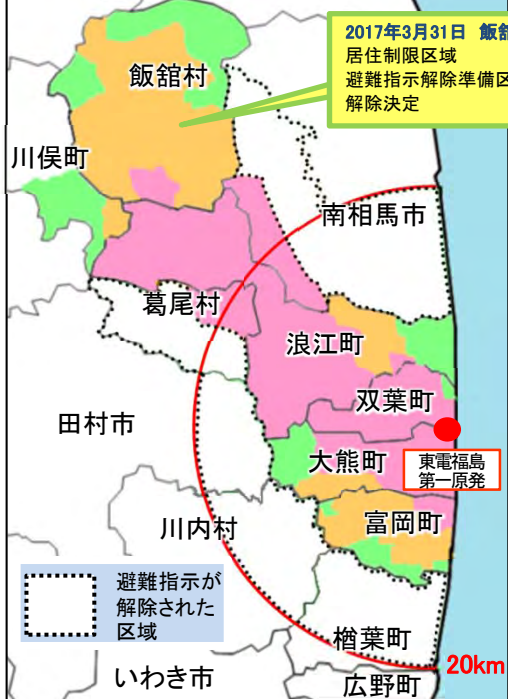 2017年3月31日 飯舘
居住制限区域
避難指示解除準備区
解除決定
飯舘村
川俣町
南相馬市
葛尾村
浪江町
双葉町
田村市
大熊町
東電福島
第一原発
川内村
富岡町
避難指示が
解除された
区域
楢葉町
20km
いわき市
広野町